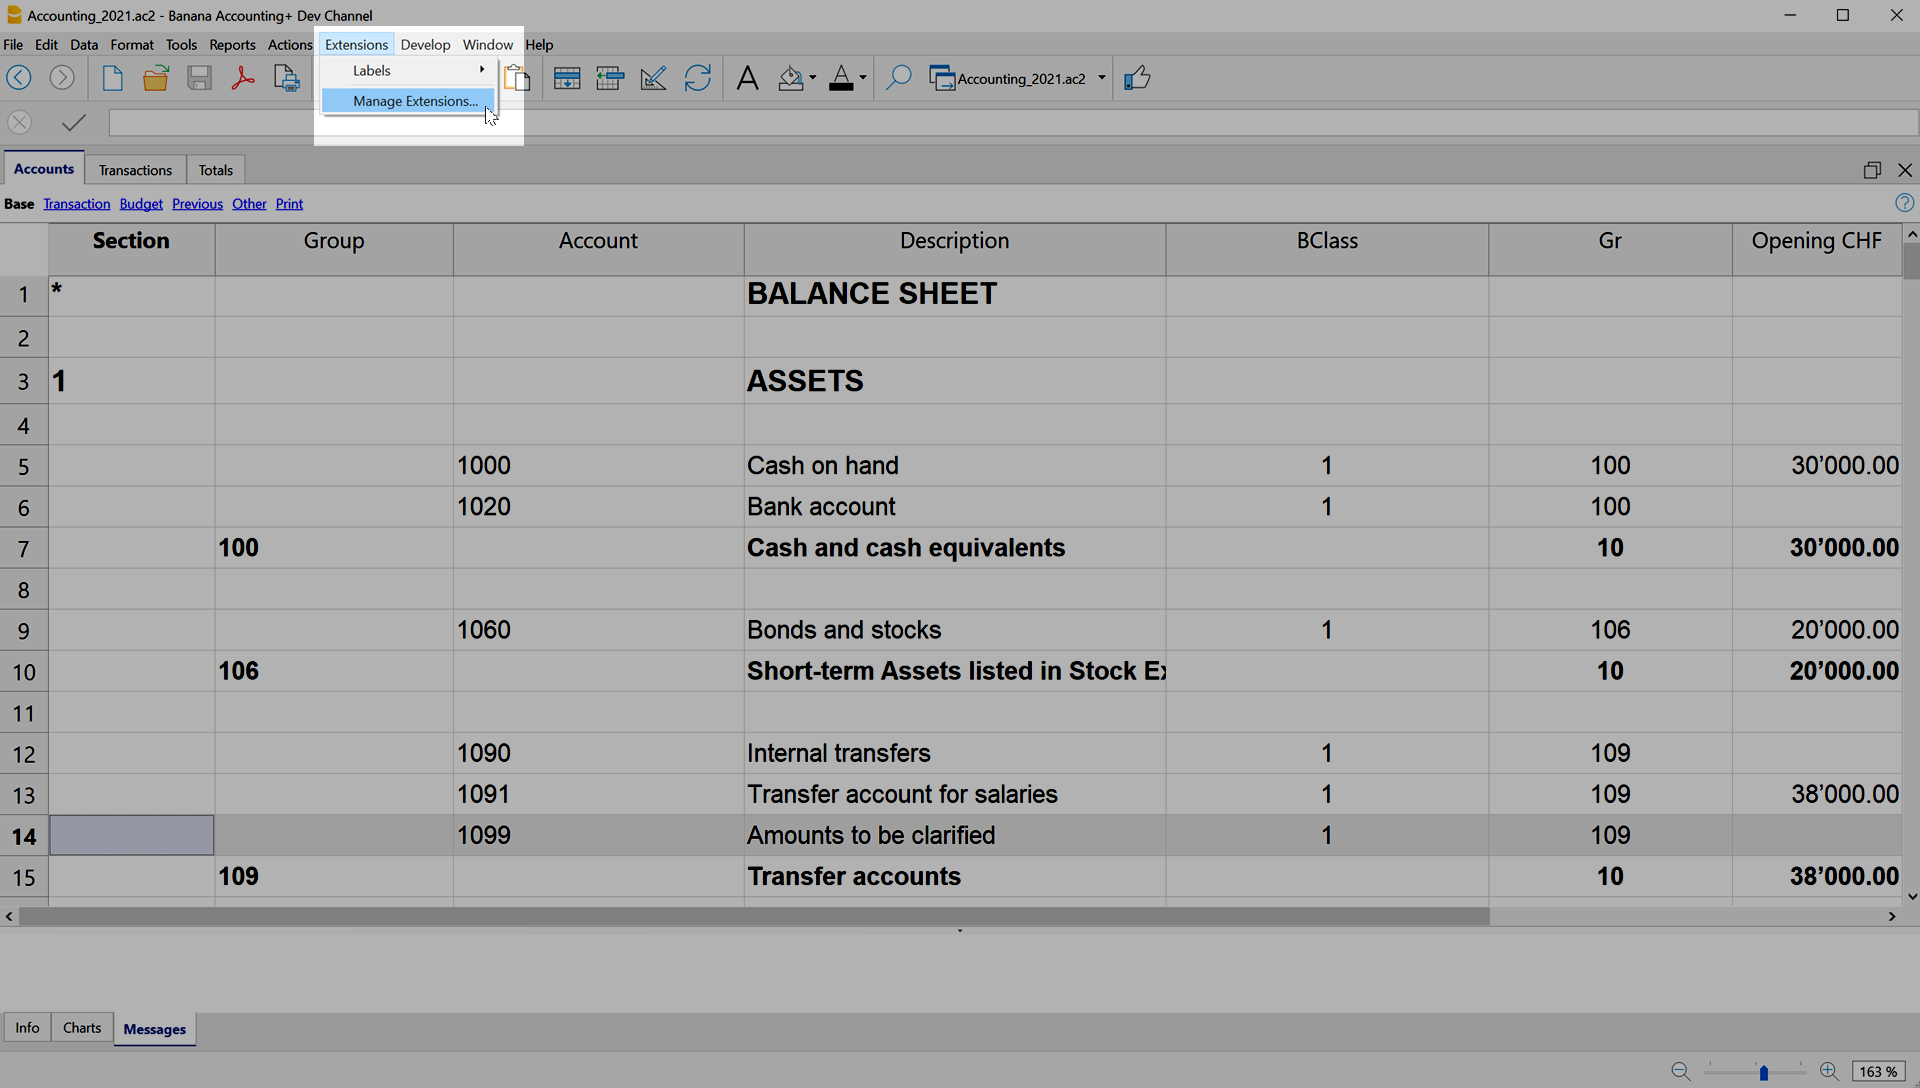 Accounting_2021.ac2 - Banana Accounting+ Dev Channel
File Edit Data Format Tools Reports Actions Extensions Develop Window Help
Labels
Accounting_2021.ac2
Manage Extensions...
Accounts Transactions Totals
Base Transaction Budget Previous Other Print
Section Group Account Description BClass Gr Opening CHF
1 * BALANCE SHEET
2
3 1 ASSETS
4
5 1000 Cash on hand 1 100 30’000.00
6 1020 Bank account 1 100
7 100 Cash and cash equivalents 10 30’000.00
8
9 1060 Bonds and stocks 1 106 20’000.00
10 106 Short-term Assets listed in Stock 10 20’000.00
11
12 1090 Internal transfers 1 109
13 1091 Transfer account for salaries 1 109 38’000.00
14 1099 Amounts to be clarified 1 109
15 109 Transfer accounts 10 38’000.00
Info Charts Messages
163 %